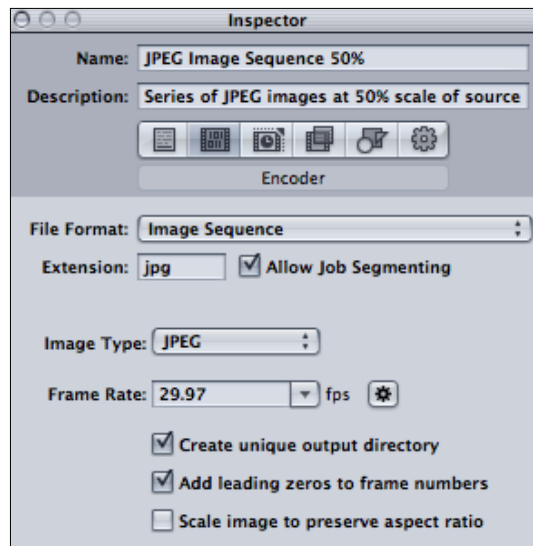 Inspector
Name: JPEG Image Sequence 50%
Description: Series of JPEG images at 50% scale of source
Encoder
File Format: Image Sequence
Extension: jpg Allow Job Segmenting
Image Type: JPEG
Frame Rate: 29.97 fps
Create unique output directory
Add leading zeros to frame numbers
Scale image to preserve aspect ratio